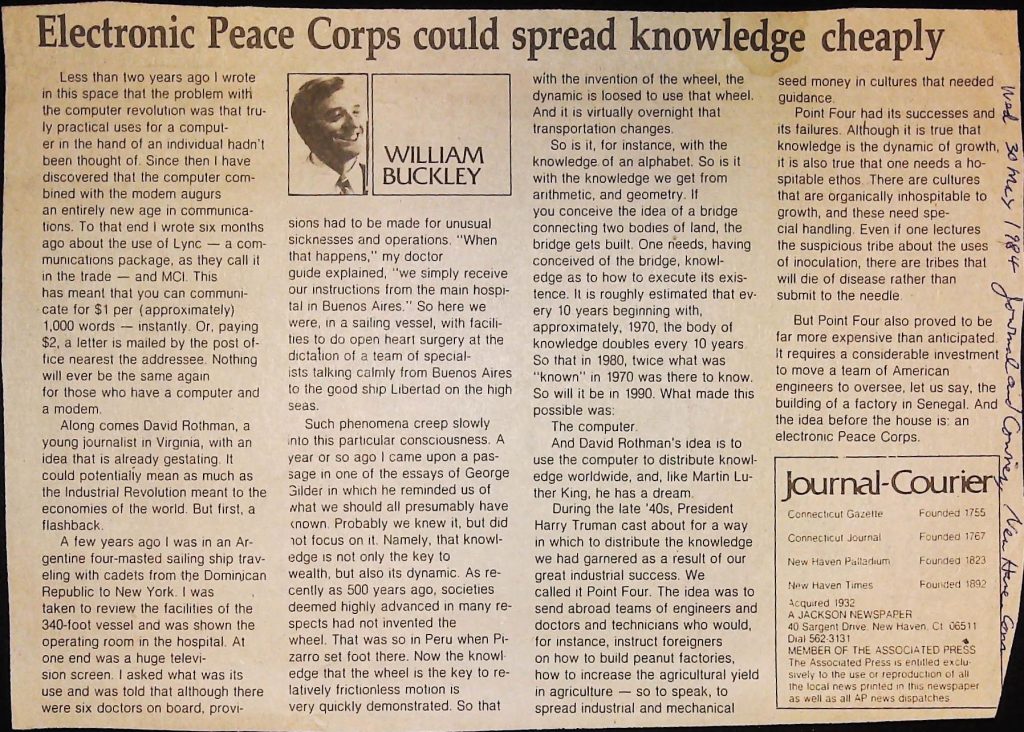 Electronic Peace Corps could spread knowledge cheaply
Less than two years ago I wrote
in this space that the problem with
the computer revolution was that tru-
ly practical uses for a comput-
er in the hand of an individual hadn't
been thought of. Since then I have
discovered that the computer com-
bined with the modem augurs
an entirely new age in communica-
tions. To that end I wrote six months
ago about the use of Lync — a com-
munications package, as they call it
in the trade — and MCI. This
has meant that you can communi-
cate for $1 per (approximately)
1,000 words — instantly. Or, paying
$2, a letter is mailed by the post of-
fice nearest the addressee. Nothing
will ever be the same again
for those who have a computer and
a modem.
Along comes David Rothman, a
young journalist in Virginia, with an
idea that is already gestating. It
could potentially mean as much as
the Industrial Revolution meant to the
economies of the world. But first, a
flashback.
A few years ago I was in an Ar-
gentine four-masted sailing ship trav-
eling with cadets from the Dominican
Republic to New York. I was
taken to review the facilities of the
340-foot vessel and was shown the
operating room in the hospital. At
one end was a huge televi-
sion screen. I asked what was its
use and was told that although there
were six doctors on board, provi-
WILLIAM
BUCKLEY
sions had to be made for unusual
sicknesses and operations. "When
that happens," my doctor
guide explained, "we simply receive
our instructions from the main hospi-
tal in Buenos Aires." So here we
were, in a sailing vessel, with facili-
ties to do open heart surgery at the
dictation of a team of special-
ists talking calmly from Buenos Aires
to the good ship Libertad on the high
seas.
Such phenomena creep slowly
into this particular consciousness. A
year or so ago I came upon a pas-
sage in one of the essays of George
Gilder in which he reminded us of
what we should all presumably have
known. Probably we knew it, but did
not focus on it. Namely, that knowl-
edge is not only the key to
wealth, but also its dynamic. As re-
cently as 500 years ago, societies
deemed highly advanced in many re-
spects had not invented the
wheel. That was so in Peru when Pi-
zarro set foot there. Now the knowl-
edge that the wheel is the key to re-
latively frictionless motion is
very quickly demonstrated. So that
with the invention of the wheel, the
dynamic is loosed to use that wheel.
And it is virtually overnight that
transportation changes.
So is it, for instance, with the
knowledge of an alphabet. So is it
with the knowledge we get from
arithmetic, and geometry. If
you conceive the idea of a bridge
connecting two bodies of land, the
bridge gets built. One needs, having
conceived of the bridge, knowl-
edge as to how to execute its exis-
tence. It is roughly estimated that ev-
ery 10 years beginning with,
approximately, 1970, the body of
knowledge doubles every 10 years.
So that in 1980, twice what was
"known" in 1970 was there to know.
So will it be in 1990. What made this
possible was:
The computer.
And David Rothman's idea is to
use the computer to distribute knowl-
edge worldwide, and, like Martin Lu-
ther King, he has a dream.
During the late '40s, President
Harry Truman cast about for a way
in which to distribute the knowledge
we had garnered as a result of our
great industrial success. We
called it Point Four. The idea was to
send abroad teams of engineers and
doctors and technicians who would,
for instance, instruct foreigners
on how to build peanut factories,
how to increase the agricultural yield
in agriculture — so to speak, to
spread industrial and mechanical
seed money in cultures that needed
guidance.
Point Four had its successes and
its failures. Although it is true that
knowledge is the dynamic of growth,
it is also true that one needs a ho-
spitable ethos. There are cultures
that are organically inhospitable to
growth, and these need spe-
cial handling. Even if one lectures
the suspicious tribe about the uses
of inoculation, there are tribes that
will die of disease rather than
submit to the needle.
But Point Four also proved to be
far more expensive than anticipated.
It requires a considerable investment
to move a team of American
engineers to oversee, let us say, the
building of a factory in Senegal. And
the idea before the house is: an
electronic Peace Corps.
Journal-Courier
Connecticut Gazette Founded 1755
Connecticut Journal Founded 1767
New Haven Palladium Founded 1823
New Haven Times Founded 1892
Acquired 1932
A JACKSON NEWSPAPER
40 Sargent Drive, New Haven, Ct. 06511
Dial 562-3131
MEMBER OF THE ASSOCIATED PRESS
The Associated Press is entitled exclu-
sively to the use or reproduction of all
the local news printed in this newspaper
as well as all AP news dispatches.
Wed 30 May 1984 Journal and Courier, New Haven Conn